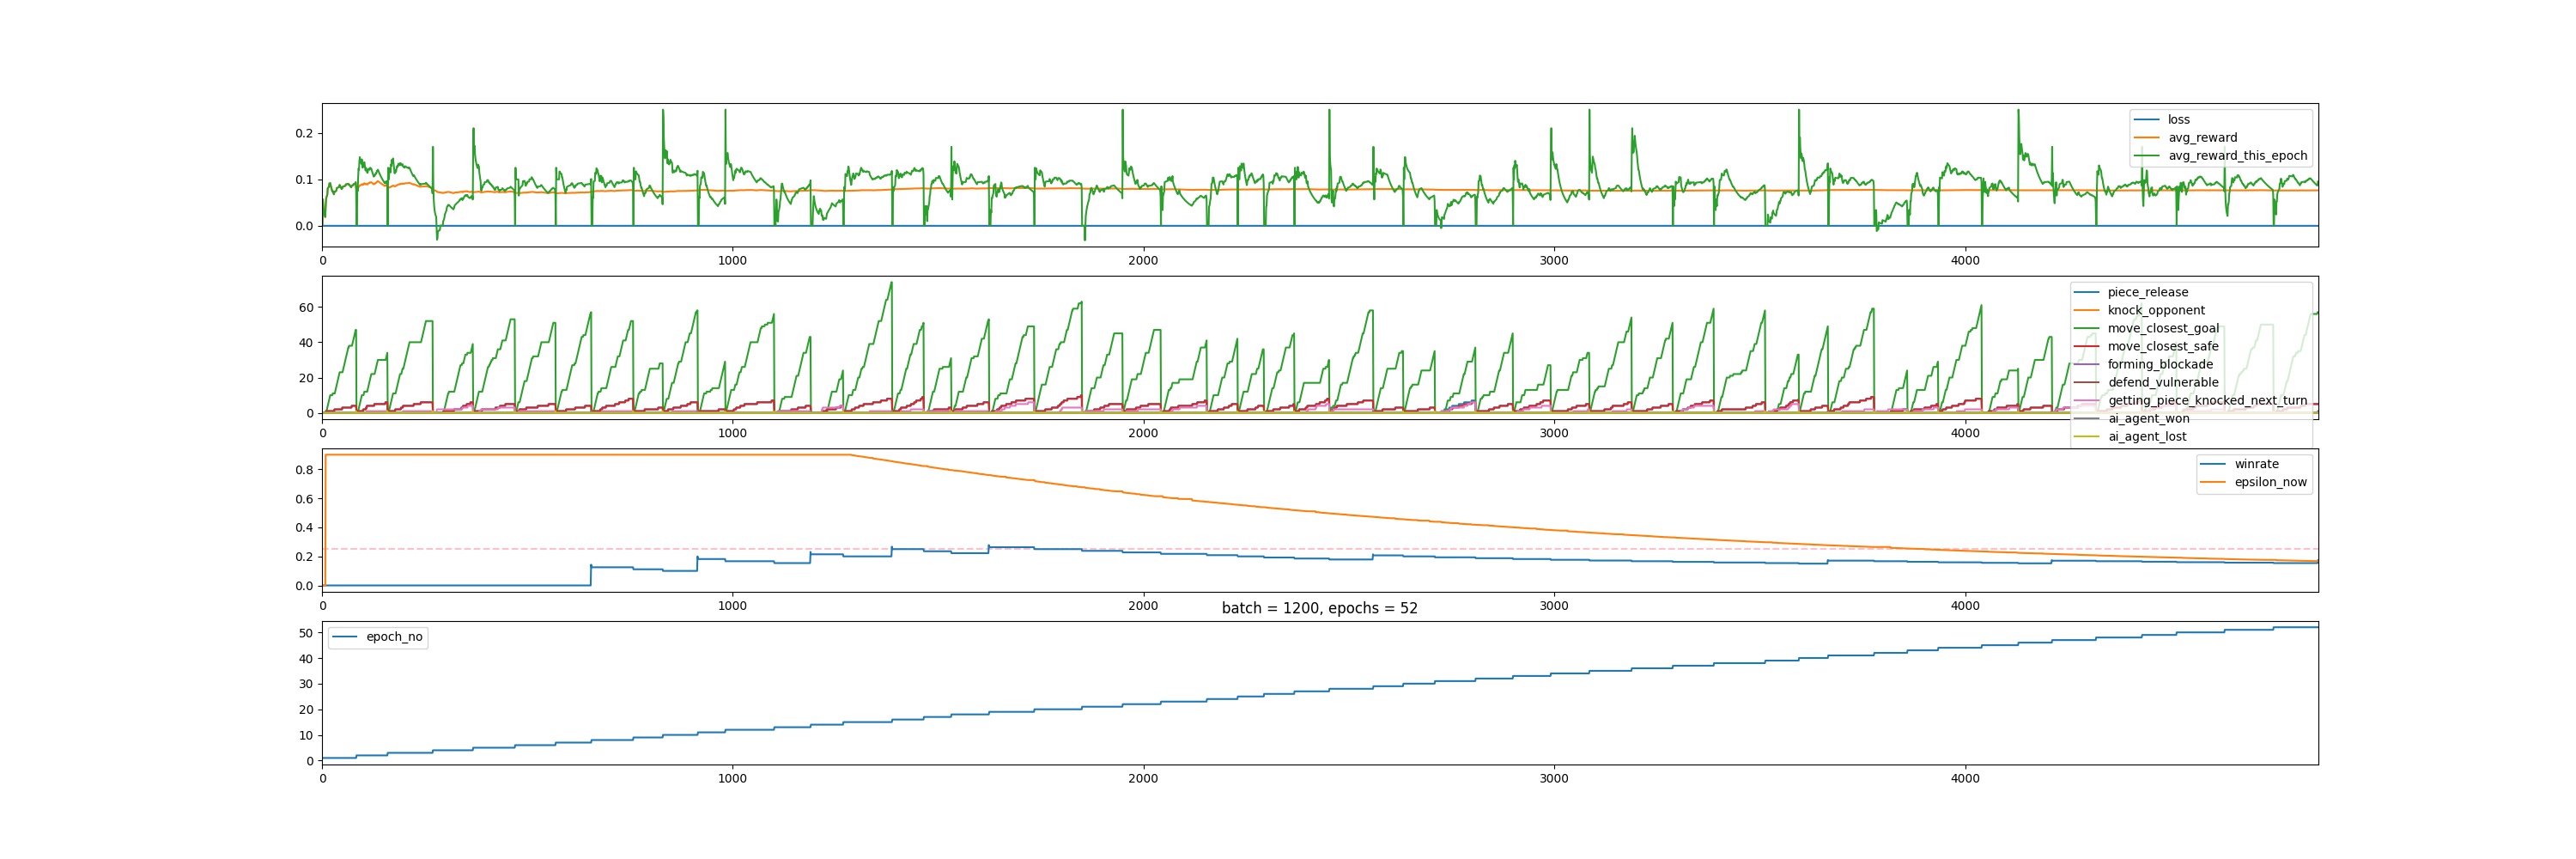 0.2
0.1
0.0
loss
avg_reward
avg_reward_this_epoch
0 1000 2000 3000 4000
60
40
20
0
piece_release
knock_opponent
move_closest_goal
move_closest_safe
forming_blockade
defend_vulnerable
getting_piece_knocked_next_turn
ai_agent_won
ai_agent_lost
0 1000 2000 3000 4000
0.8
0.6
0.4
0.2
0.0
winrate
epsilon_now
0 1000 2000 3000 4000
batch = 1200, epochs = 52
50
40
30
20
10
0
epoch_no
0 1000 2000 3000 4000